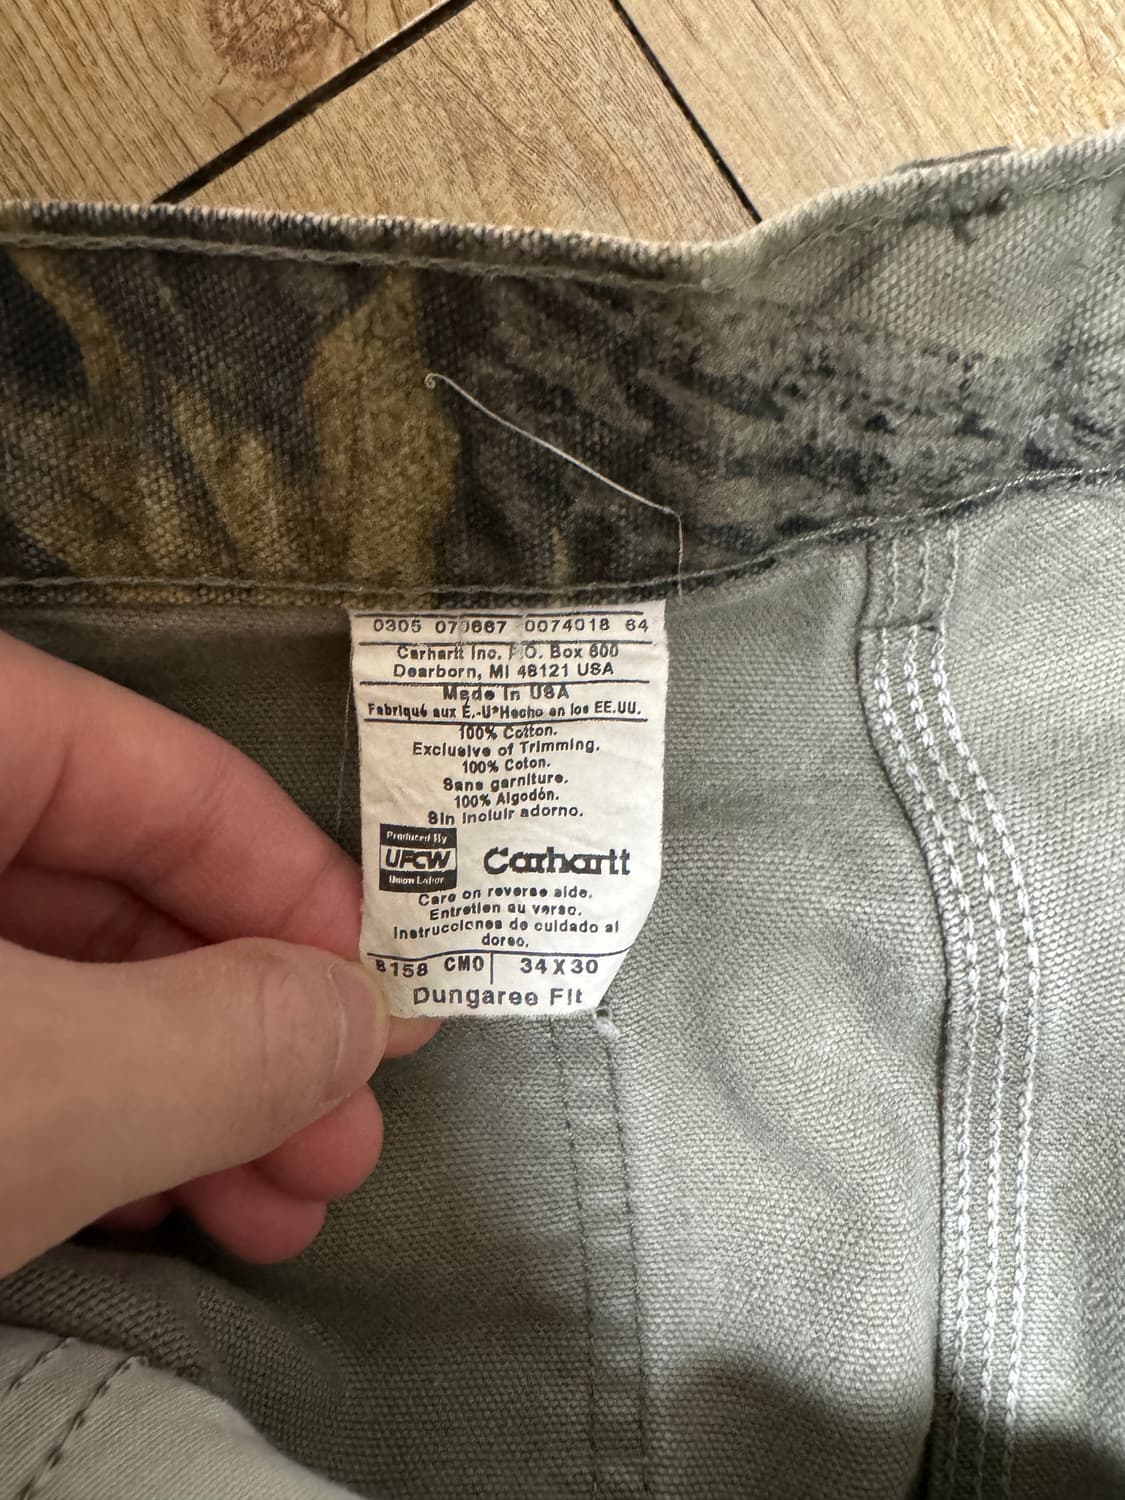 0305 079667 0074018 64
Carhartt Inc. P.O. Box 600
Dearborn, MI 48121 USA
Made In USA
Fabriqué aux É.-U*Hecho en los EE.UU.
100% Cotton.
Exclusive of Trimming.
100% Coton.
Sans garniture.
100% Algodón.
Sin Incluir adorno.
Produced By
UFCW
Union Labor
Carhartt
Care on reverse side.
Entretien au verso.
Instrucciones de cuidado al
dorso.
B158 CMO 34 X 30
Dungaree Fit